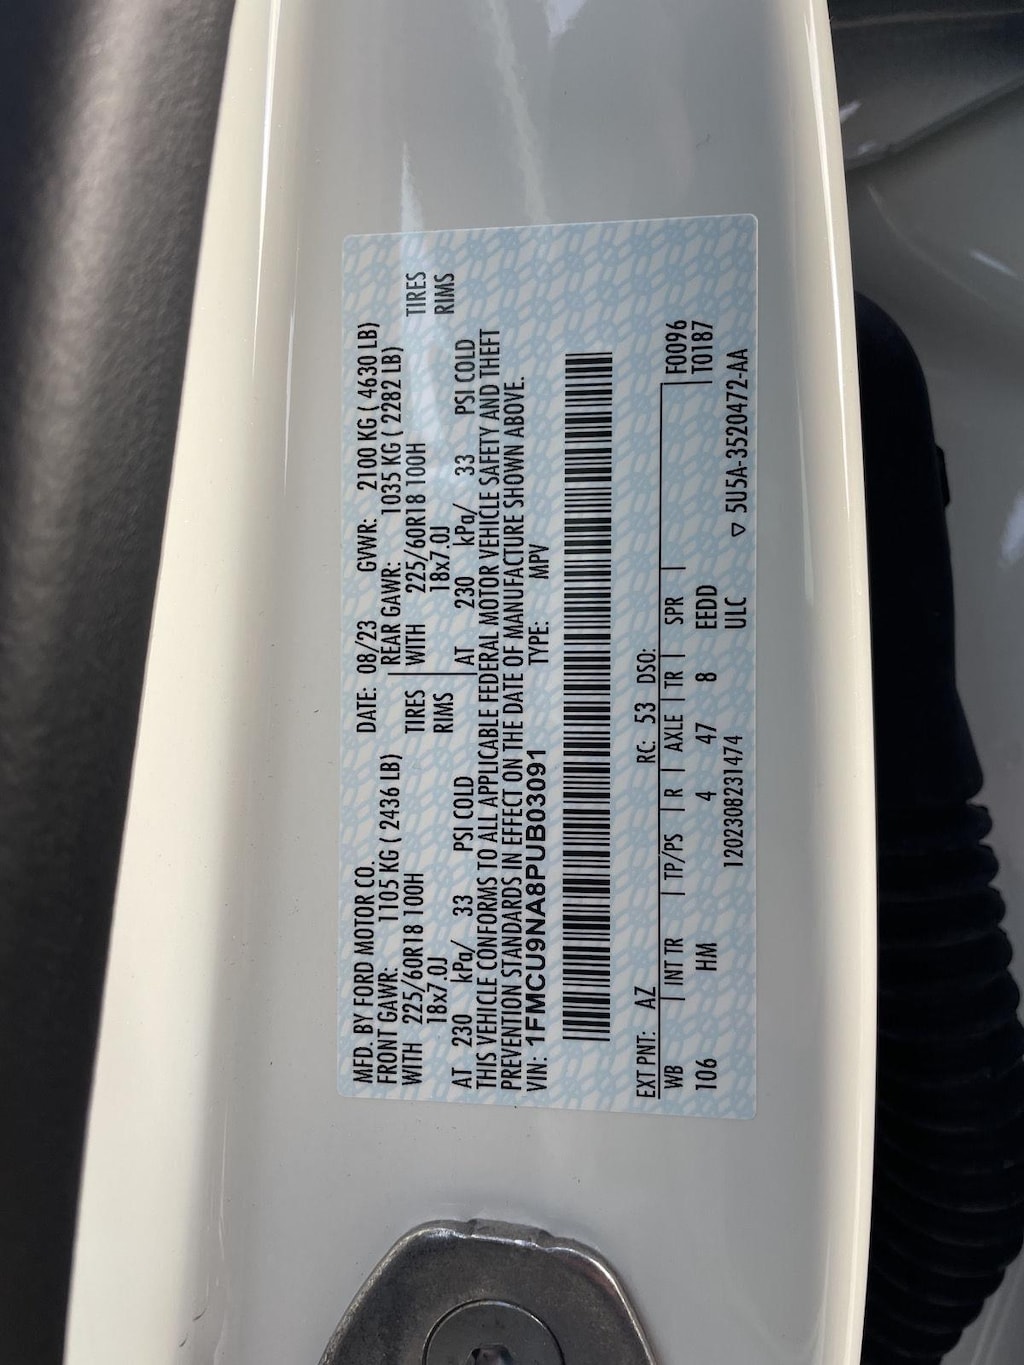 MFD. BY FORD MOTOR CO. DATE: 08/23 GVWR: 2100 KG ( 4630 LB)
FRONT GAWR: 1105 KG ( 2436 LB) REAR GAWR: 1035 KG ( 2282 LB)
WITH 225/60R18 100H TIRES WITH 225/60R18 100H TIRES
18x7.0J RIMS 18x7.0J RIMS
AT 230 kPa/ 33 PSI COLD AT 230 kPa/ 33 PSI COLD
THIS VEHICLE CONFORMS TO ALL APPLICABLE FEDERAL MOTOR VEHICLE SAFETY AND THEFT
PREVENTION STANDARDS IN EFFECT ON THE DATE OF MANUFACTURE SHOWN ABOVE.
VIN: 1FMCU9NA8PUB03091 TYPE: MPV
EXT PNT: AZ RC: 53 DSO:
WB INT TR TP/PS R AXLE TR SPR F0096
106 HM 4 47 8 EEDD T0187
1202308231474 ULC ▽ 5U5A-3520472-AA